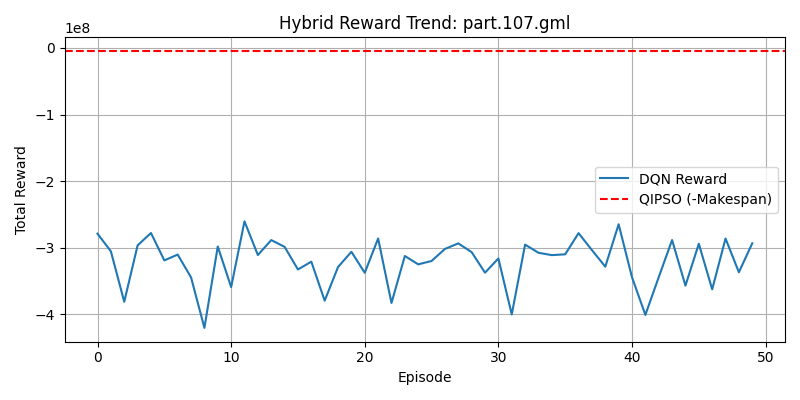 Hybrid Reward Trend: part.107.gml
1e8
0
−1
−2
−3
−4
Total Reward
DQN Reward
QIPSO (-Makespan)
0 10 20 30 40 50
Episode